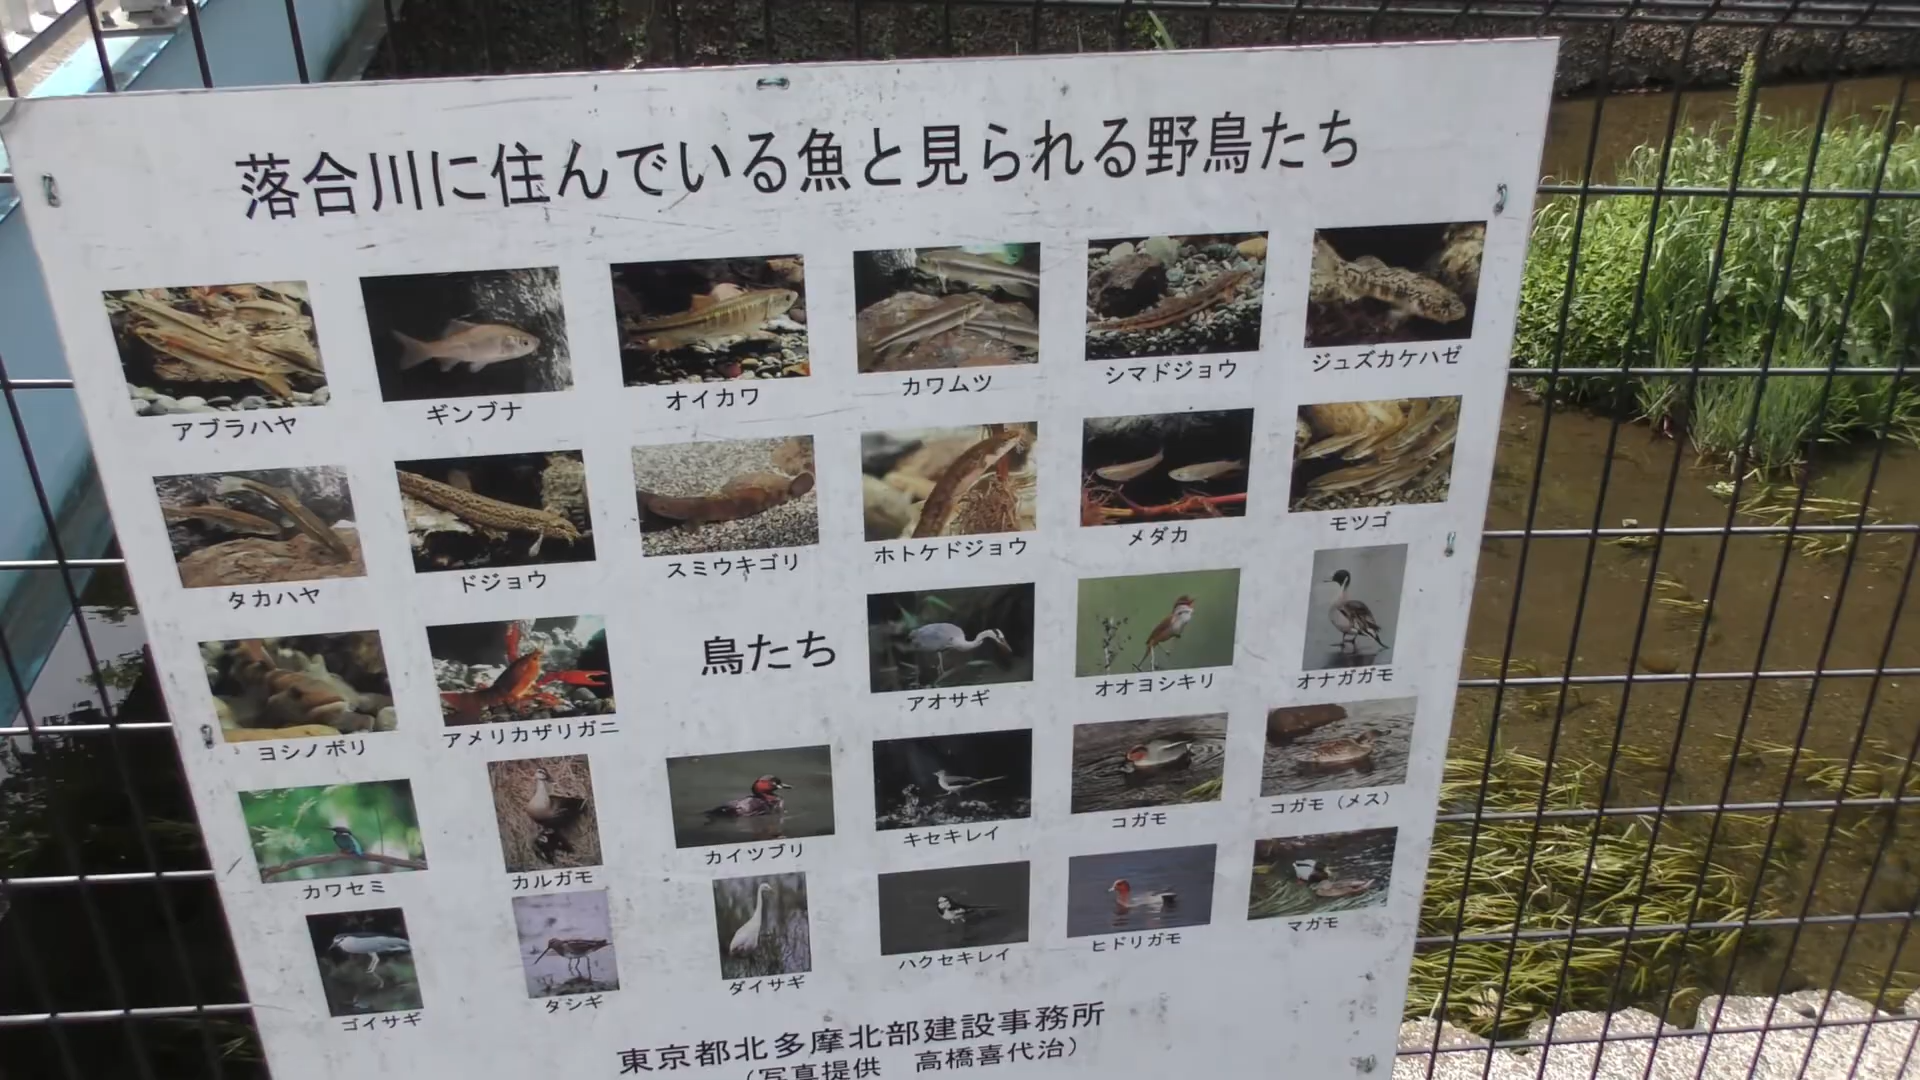 落合川に住んでいる魚と見られる野鳥たち
アブラハヤ
ギンブナ
オイカワ
カワムツ
シマドジョウ
ジュズカケハゼ
タカハヤ
ドジョウ
スミウキゴリ
ホトケドジョウ
メダカ
モツゴ
ヨシノボリ
アメリカザリガニ
鳥たち
アオサギ
オオヨシキリ
オナガガモ
カワセミ
カルガモ
カイツブリ
キセキレイ
コガモ
コガモ(メス)
ゴイサギ
タシギ
ダイサギ
ハクセキレイ
ヒドリガモ
マガモ
東京都北多摩北部建設事務所
(写真提供 高橋喜代治)